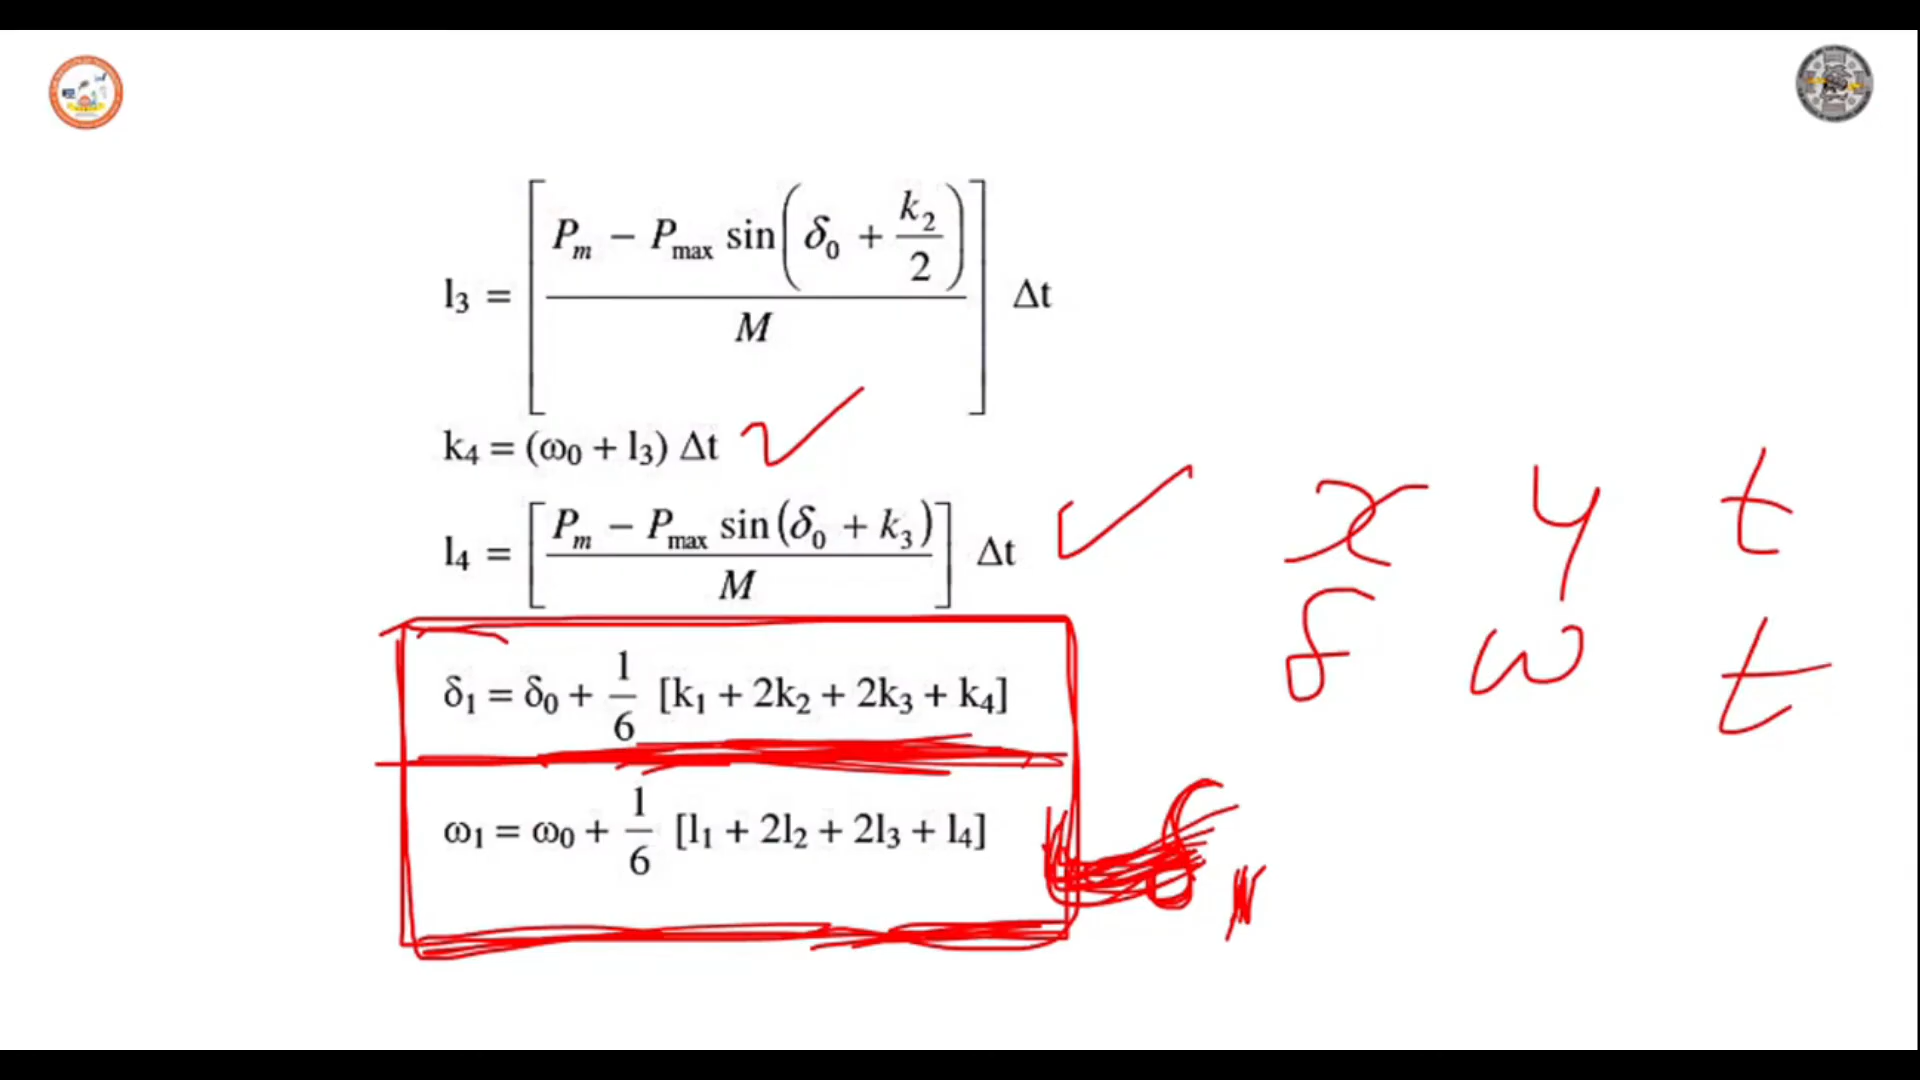 l₃ = [ (P_m − P_max sin(δ₀ + k₂/2)) / M ] Δt
k₄ = (ω₀ + l₃) Δt
l₄ = [ (P_m − P_max sin(δ₀ + k₃)) / M ] Δt
δ₁ = δ₀ + 1/6 [k₁ + 2k₂ + 2k₃ + k₄]
ω₁ = ω₀ + 1/6 [l₁ + 2l₂ + 2l₃ + l₄]
x y t
δ ω t